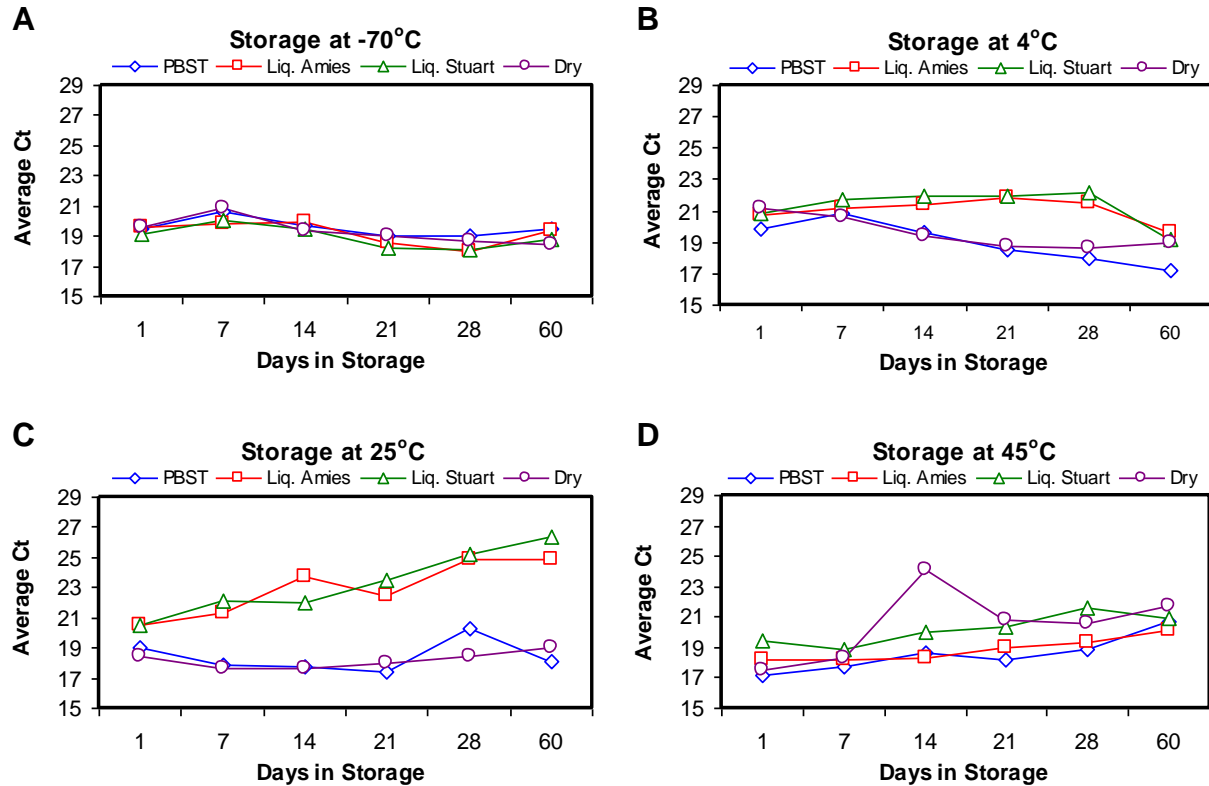 A
Storage at -70°C
PBST Liq. Amies Liq. Stuart Dry
29
27
25
23
21
19
17
15
Average Ct
1 7 14 21 28 60
Days in Storage
B
Storage at 4°C
PBST Liq. Amies Liq. Stuart Dry
29
27
25
23
21
19
17
15
Average Ct
1 7 14 21 28 60
Days in Storage
C
Storage at 25°C
PBST Liq. Amies Liq. Stuart Dry
29
27
25
23
21
19
17
15
Average Ct
1 7 14 21 28 60
Days in Storage
D
Storage at 45°C
PBST Liq. Amies Liq. Stuart Dry
29
27
25
23
21
19
17
15
Average Ct
1 7 14 21 28 60
Days in Storage